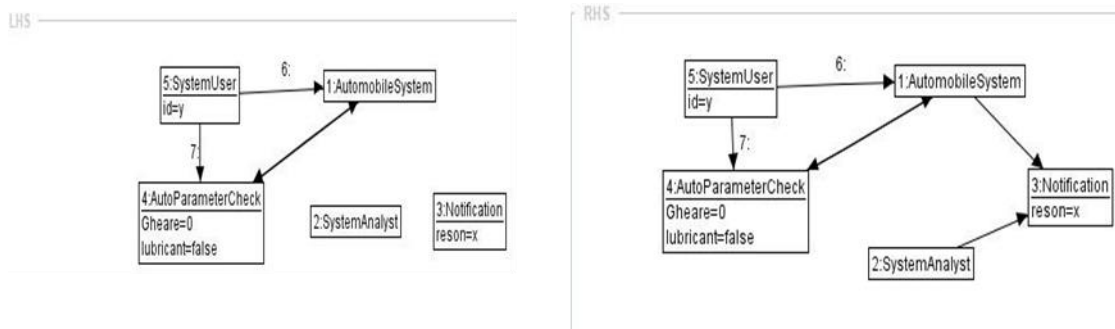 LHS
5:SystemUser
id=y
6:
1:AutomobileSystem
7:
4:AutoParameterCheck
Gheare=0
lubricant=false
2:SystemAnalyst
3:Notification
reson=x
RHS
5:SystemUser
id=y
6:
1:AutomobileSystem
7:
4:AutoParameterCheck
Gheare=0
lubricant=false
3:Notification
reson=x
2:SystemAnalyst